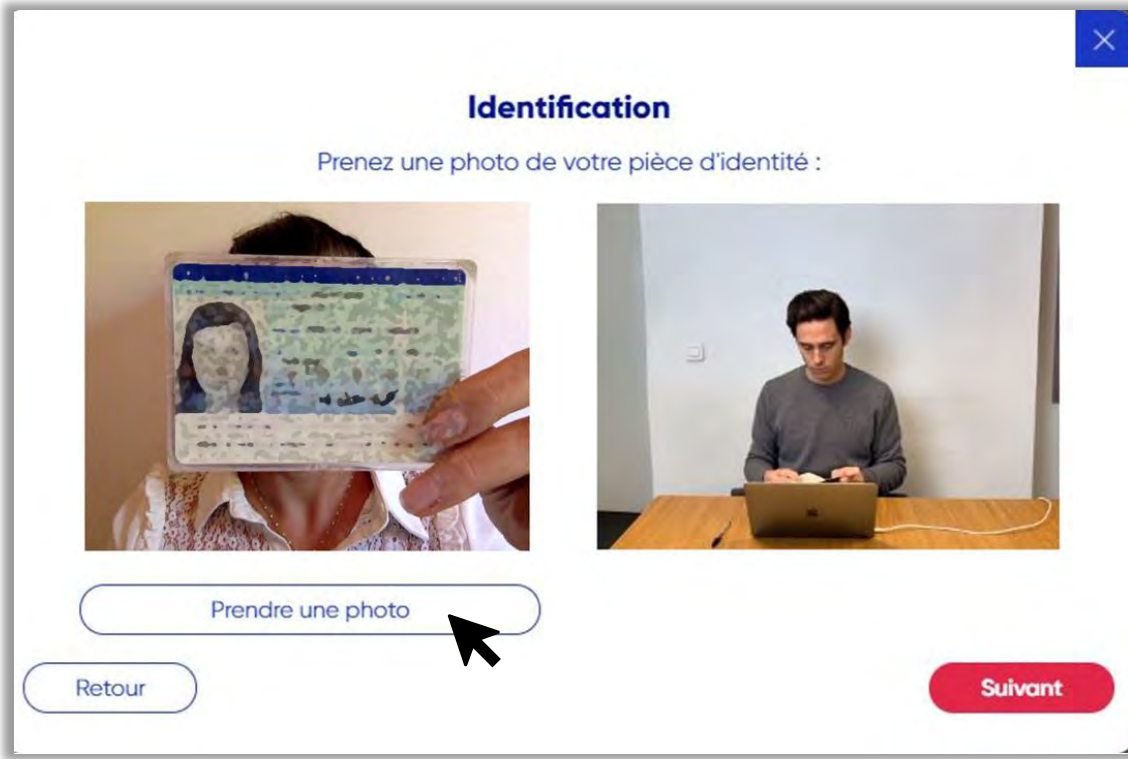 Identification
Prenez une photo de votre pièce d'identité :
Prendre une photo
Retour
Suivant